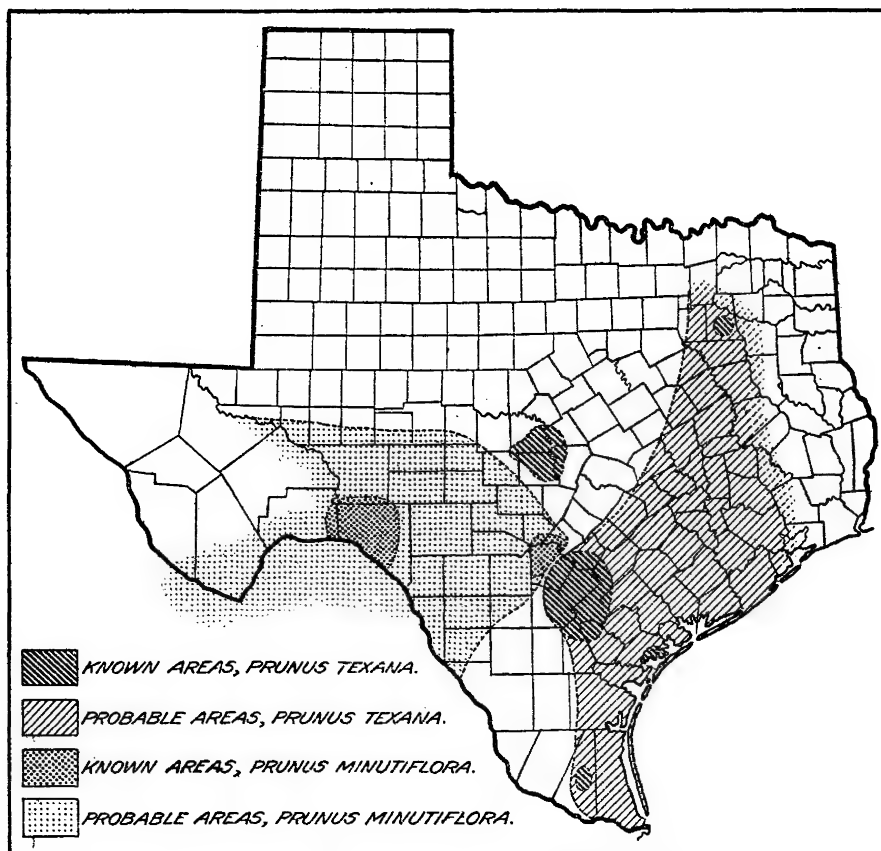 KNOWN AREAS, PRUNUS TEXANA.
PROBABLE AREAS, PRUNUS TEXANA.
KNOWN AREAS, PRUNUS MINUTIFLORA.
PROBABLE AREAS, PRUNUS MINUTIFLORA.